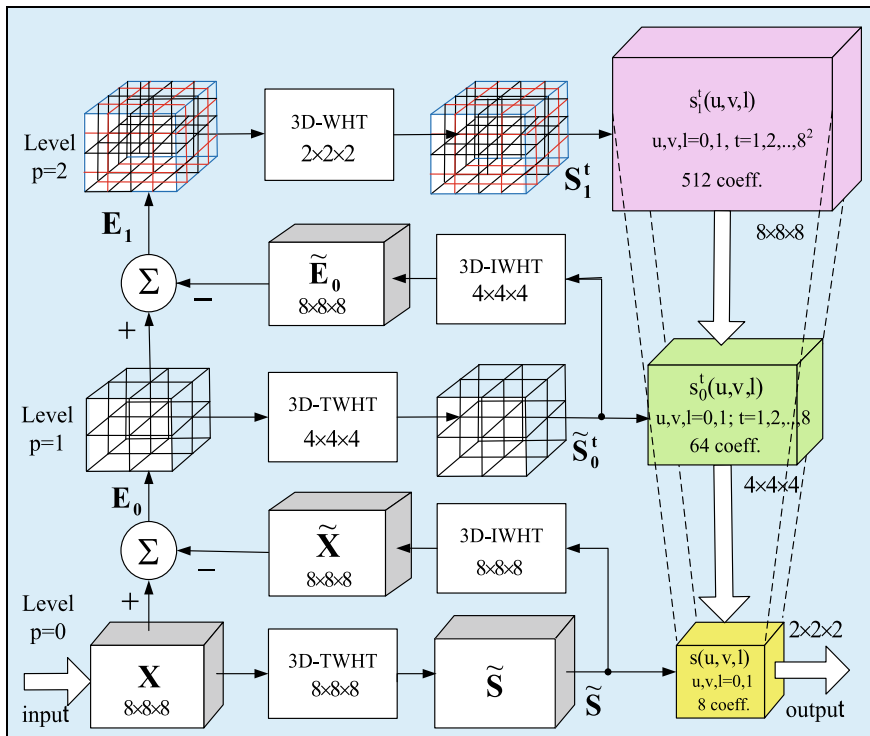 Level
p=2
3D-WHT
2×2×2
S₁ᵗ
s₁ᵗ(u,v,l)
u,v,l=0,1, t=1,2,..,8²
512 coeff.
8×8×8
E₁
Σ
−
+
Ẽ₀
8×8×8
3D-IWHT
4×4×4
Level
p=1
3D-TWHT
4×4×4
S̃₀ᵗ
s₀ᵗ(u,v,l)
u,v,l=0,1; t=1,2,..,8
64 coeff.
4×4×4
E₀
Σ
−
+
X̃
8×8×8
3D-IWHT
8×8×8
Level
p=0
input
X
8×8×8
3D-TWHT
8×8×8
S̃
S̃
s(u,v,l)
u,v,l=0,1
8 coeff.
2×2×2
output